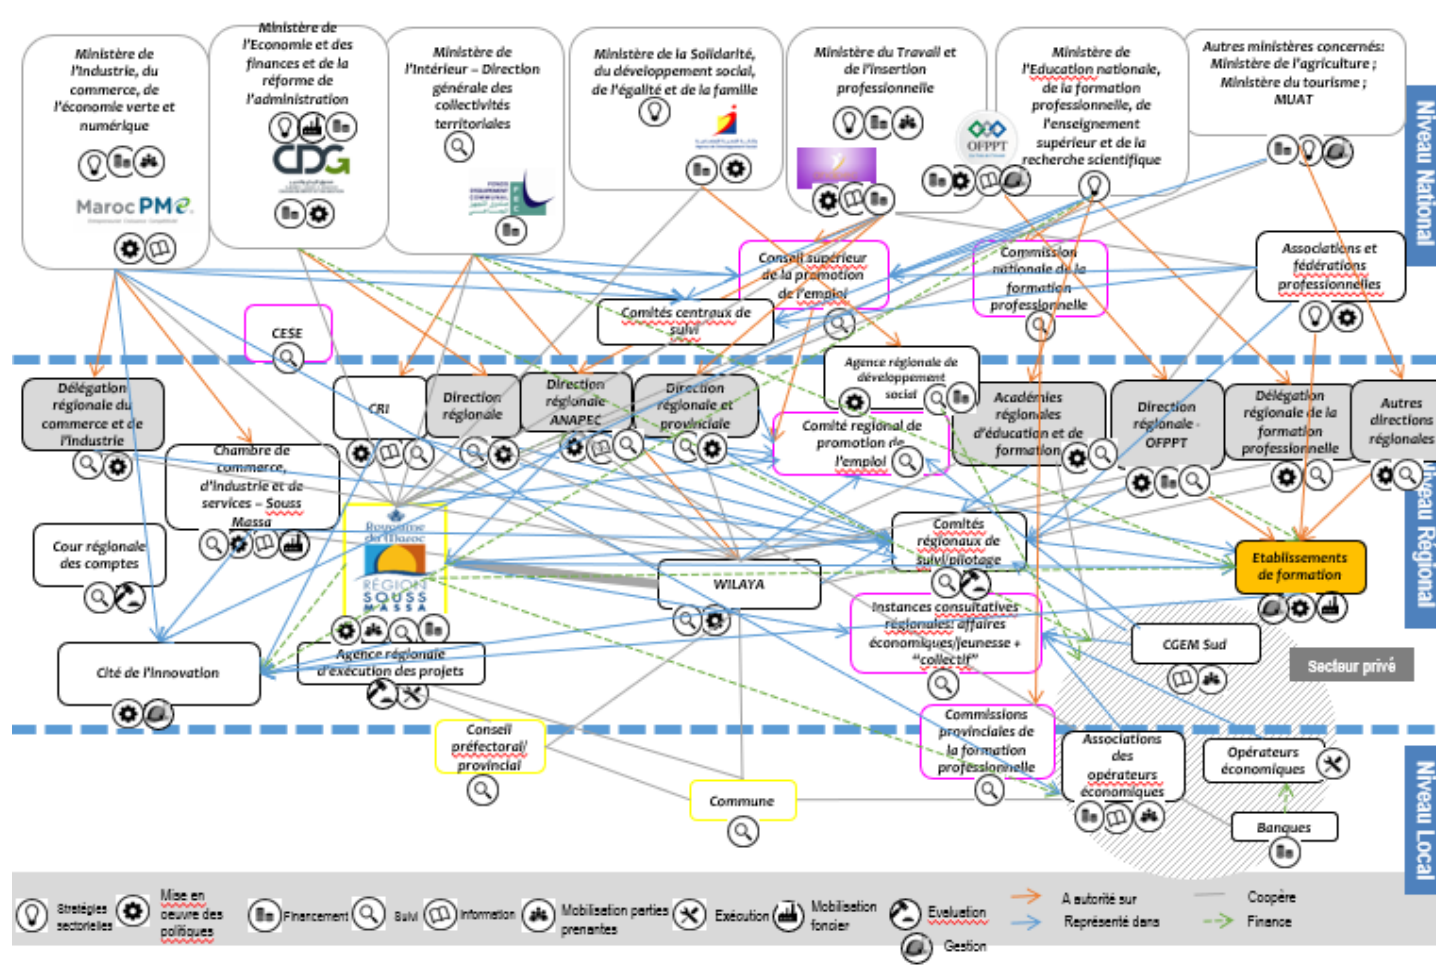 Ministère de
l'Industrie, du
commerce, de
l'économie verte et
numérique
Maroc PME
Ministère de
l'Economie et des
finances et de la
réforme de
l'administration
CDG
Ministère de
l'Intérieur – Direction
générale des
collectivités
territoriales
FONDS
D'EQUIPEMENT
COMMUNAL
FEC
Ministère de la Solidarité,
du développement social,
de l'égalité et de la famille
Ministère du Travail et
de l'insertion
professionnelle
OFPPT
Ministère de
l'Education nationale,
de la formation
professionnelle, de
l'enseignement
supérieur et de la
recherche scientifique
Autres ministères concernés:
Ministère de l'agriculture ;
Ministère du tourisme ;
MUAT
Niveau National
Conseil supérieur
de la promotion
de l'emploi
Commission
nationale de la
formation
professionnelle
Associations et
fédérations
professionnelles
Comités centraux de
suivi
CESE
Agence régionale de
développement
social
Délégation
régionale du
commerce et de
l'industrie
CRI
Direction
régionale
Direction
régionale
ANAPEC
Direction
régionale et
provinciale
Comité regional de
promotion de
l'emploi
Académies
régionales
d'éducation et de
formation
Direction
régionale -
OFPPT
Délégation
régionale de la
formation
professionnelle
Autres
directions
régionales
Niveau Régional
Chambre de
commerce,
d'industrie et de
services – Souss
Massa
Cour régionale
des comptes
Royaume
du Maroc
RÉGION
SOUSS
MASSA
WILAYA
Comités
régionaux de
suivi/pilotage
Etablissements
de formation
Instances consultatives
régionales: affaires
économiques/jeunesse +
"collectif"
CGEM Sud
Secteur privé
Cité de l'Innovation
Agence régionale
d'exécution des projets
Conseil
préfectoral/
provincial
Commune
Commissions
provinciales de
la formation
professionnelle
Associations
des
opérateurs
économiques
Opérateurs
économiques
Banques
Niveau Local
Stratégies
sectorielles
Mise en
oeuvre des
politiques
Financement
Suivi
Information
Mobilisation parties
prenantes
Exécution
Mobilisation
foncier
Evaluation
Gestion
A autorité sur
Représenté dans
Coopère
Finance